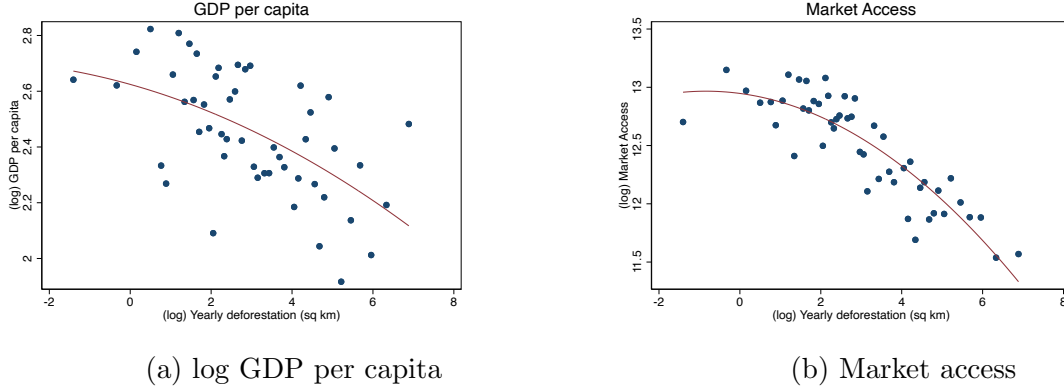 GDP per capita
(log) GDP per capita
2.8
2.6
2.4
2.2
2
-2 0 2 4 6 8
(log) Yearly deforestation (sq km)
(a) log GDP per capita
Market Access
(log) Market Access
13.5
13
12.5
12
11.5
-2 0 2 4 6 8
(log) Yearly deforestation (sq km)
(b) Market access